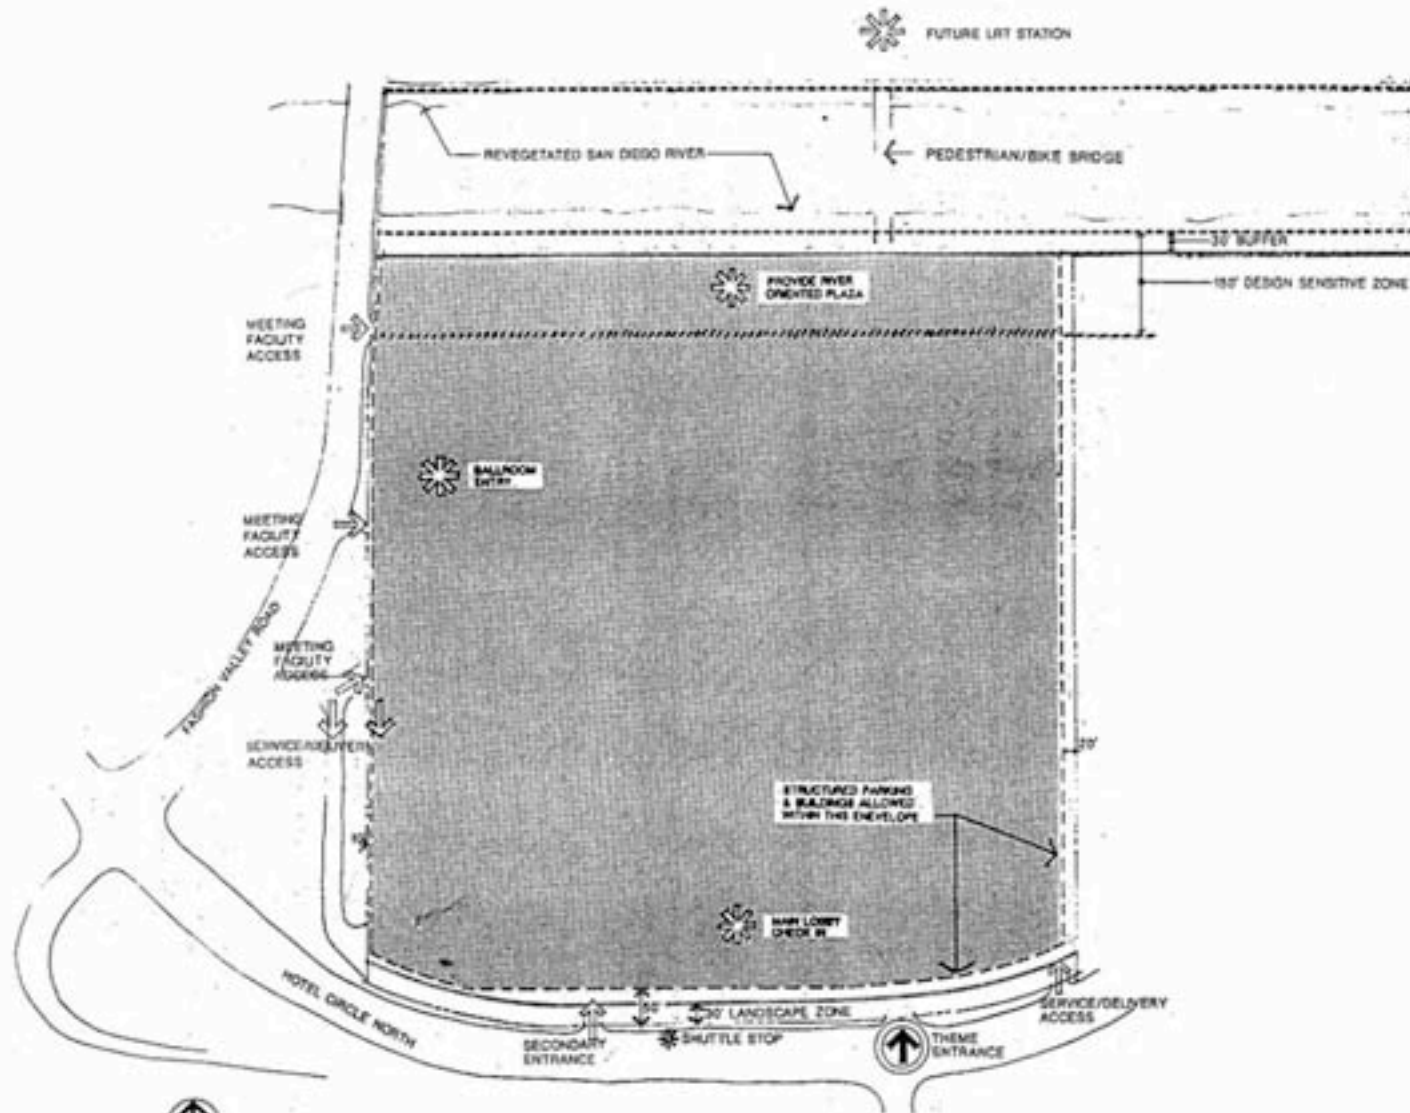 FUTURE LRT STATION
REVEGETATED SAN DIEGO RIVER
PEDESTRIAN/BIKE BRIDGE
30' BUFFER
PROVIDE RIVER
ORIENTED PLAZA
150' DESIGN SENSITIVE ZONE
MEETING
FACILITY
ACCESS
BALLROOM
ENTRY
MEETING
FACILITY
ACCESS
FASHION VALLEY ROAD
MEETING
FACILITY
ACCESS
SERVICE/DELIVERY
ACCESS
20'
STRUCTURED PARKING
& BUILDINGS ALLOWED
WITHIN THIS ENEVELOPE
MAIN LOBBY
CHECK IN
HOTEL CIRCLE NORTH
30' LANDSCAPE ZONE
SERVICE/DELIVERY
ACCESS
SECONDARY
ENTRANCE
SHUTTLE STOP
THEME
ENTRANCE